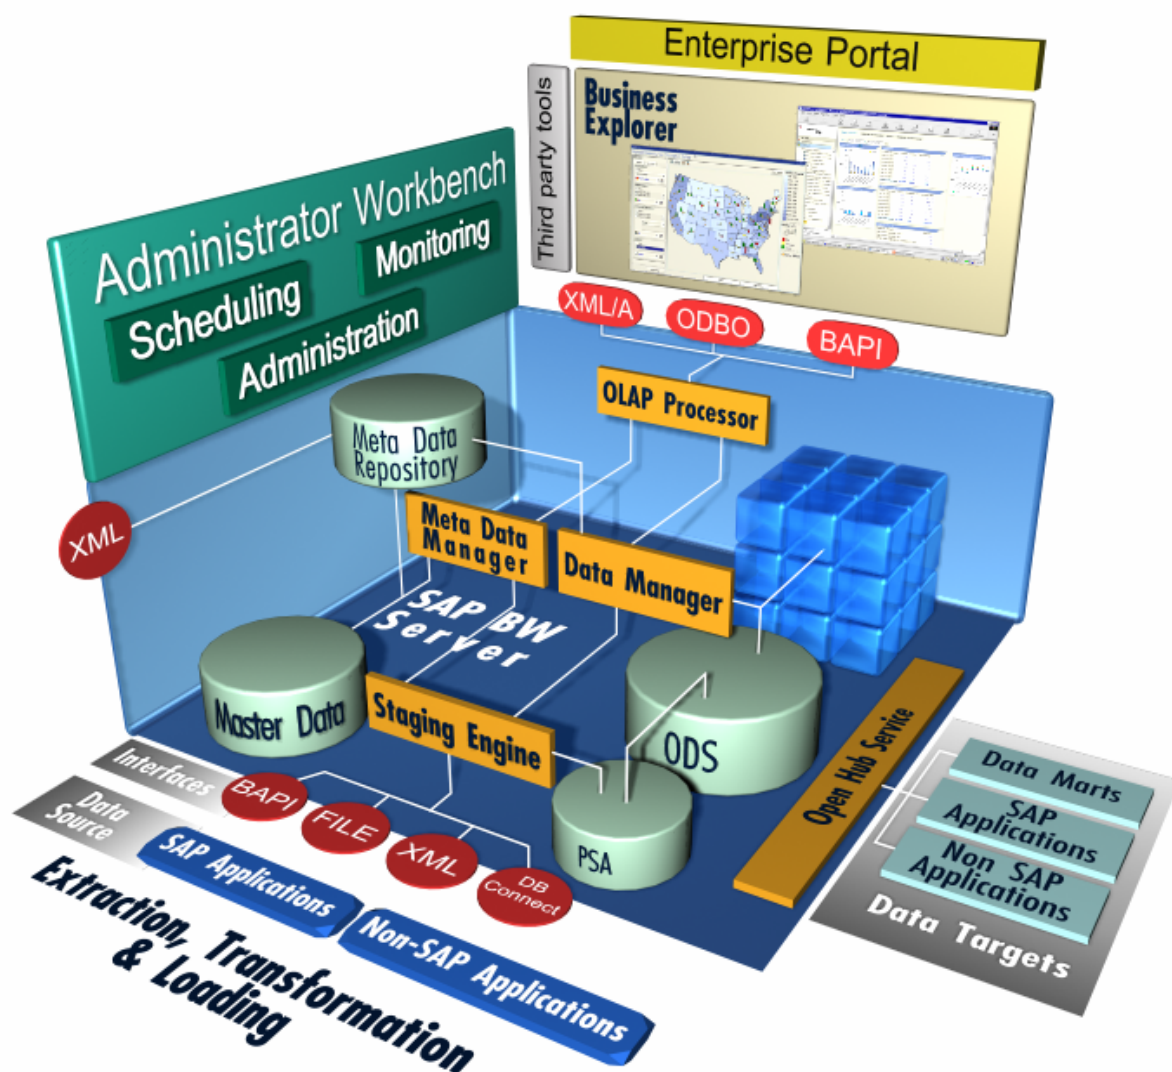 Enterprise Portal
Third party tools
Business
Explorer
Administrator Workbench
Monitoring
Scheduling
Administration
XML/A
ODBO
BAPI
OLAP Processor
Meta Data
Repository
XML
Meta Data
Manager
Data Manager
SAP BW
Server
Master Data
Staging Engine
ODS
PSA
Open Hub Service
Interfaces
BAPI
FILE
XML
DB
Connect
Data
Source
SAP Applications
Non-SAP Applications
Extraction, Transformation
& Loading
Data Marts
SAP
Applications
Non SAP
Applications
Data Targets